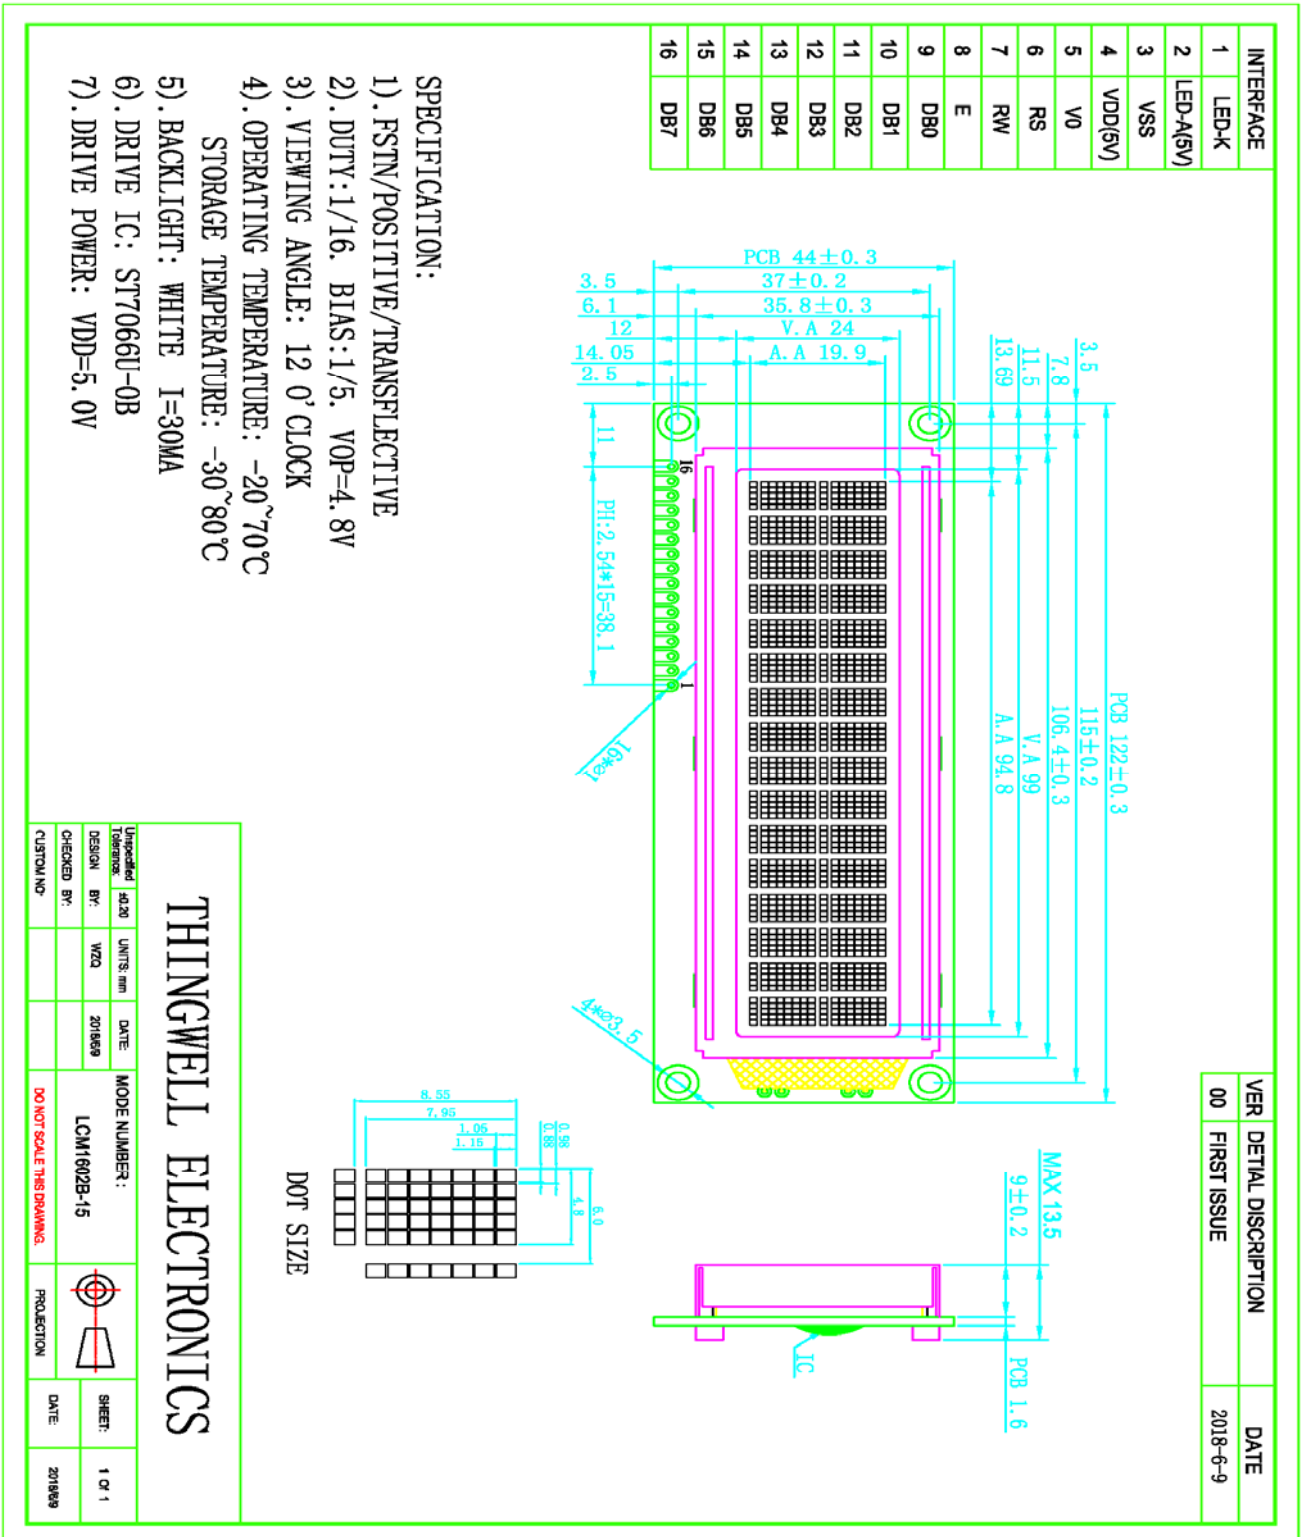 INTERFACE
1 LED-K
2 LED-A(5V)
3 VSS
4 VDD(5V)
5 V0
6 RS
7 RW
8 E
9 DB0
10 DB1
11 DB2
12 DB3
13 DB4
14 DB5
15 DB6
16 DB7
VER DETIAL DISCRIPTION DATE
00 FIRST ISSUE 2018-6-9
PCB 122±0.3
115±0.2
106.4±0.3
V.A 99
A.A 94.8
3.5
7.8
11.5
13.69
PCB 44±0.3
37±0.2
35.8±0.3
V.A 24
A.A 19.9
3.5
6.1
12
14.05
2.5
11
PH:2.54*15=38.1
16
1
16*ø1
4*ø3.5
MAX 13.5
9±0.2
PCB 1.6
IC
6.0
4.8
0.98
0.88
8.55
7.95
1.06
1.15
DOT SIZE
SPECIFICATION:
1).FSTN/POSITIVE/TRANSFLECTIVE
2).DUTY:1/16. BIAS:1/5. VOP=4.8V
3).VIEWING ANGLE: 12 O'CLOCK
4).OPERATING TEMPERATURE: -20~70℃
STORAGE TEMPERATURE: -30~80℃
5).BACKLIGHT: WHITE I=30MA
6).DRIVE IC: ST7066U-0B
7).DRIVE POWER: VDD=5.0V
THINGWELL ELECTRONICS
Unspecified Tolerance: ±0.20 UNITS: mm DATE:
DESIGN BY: WZQ 2018/6/9
CHECKED BY:
CUSTOM NO:
MODE NUMBER :
LCM1602B-15
DO NOT SCALE THIS DRAWING.
PROJECTION
SHEET: 1 OF 1
DATE: 2018/6/9